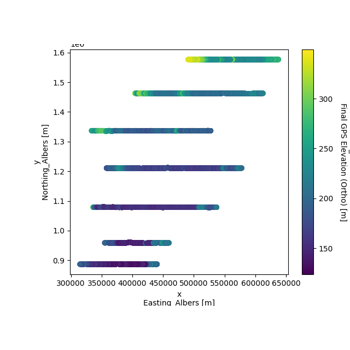 1e6
1.6
1.5
1.4
1.3
1.2
1.1
1.0
0.9
y
Northing_Albers [m]
300000 350000 400000 450000 500000 550000 600000 650000
x
Easting_Albers [m]
300
250
200
150
Final GPS Elevation (Ortho) [m]